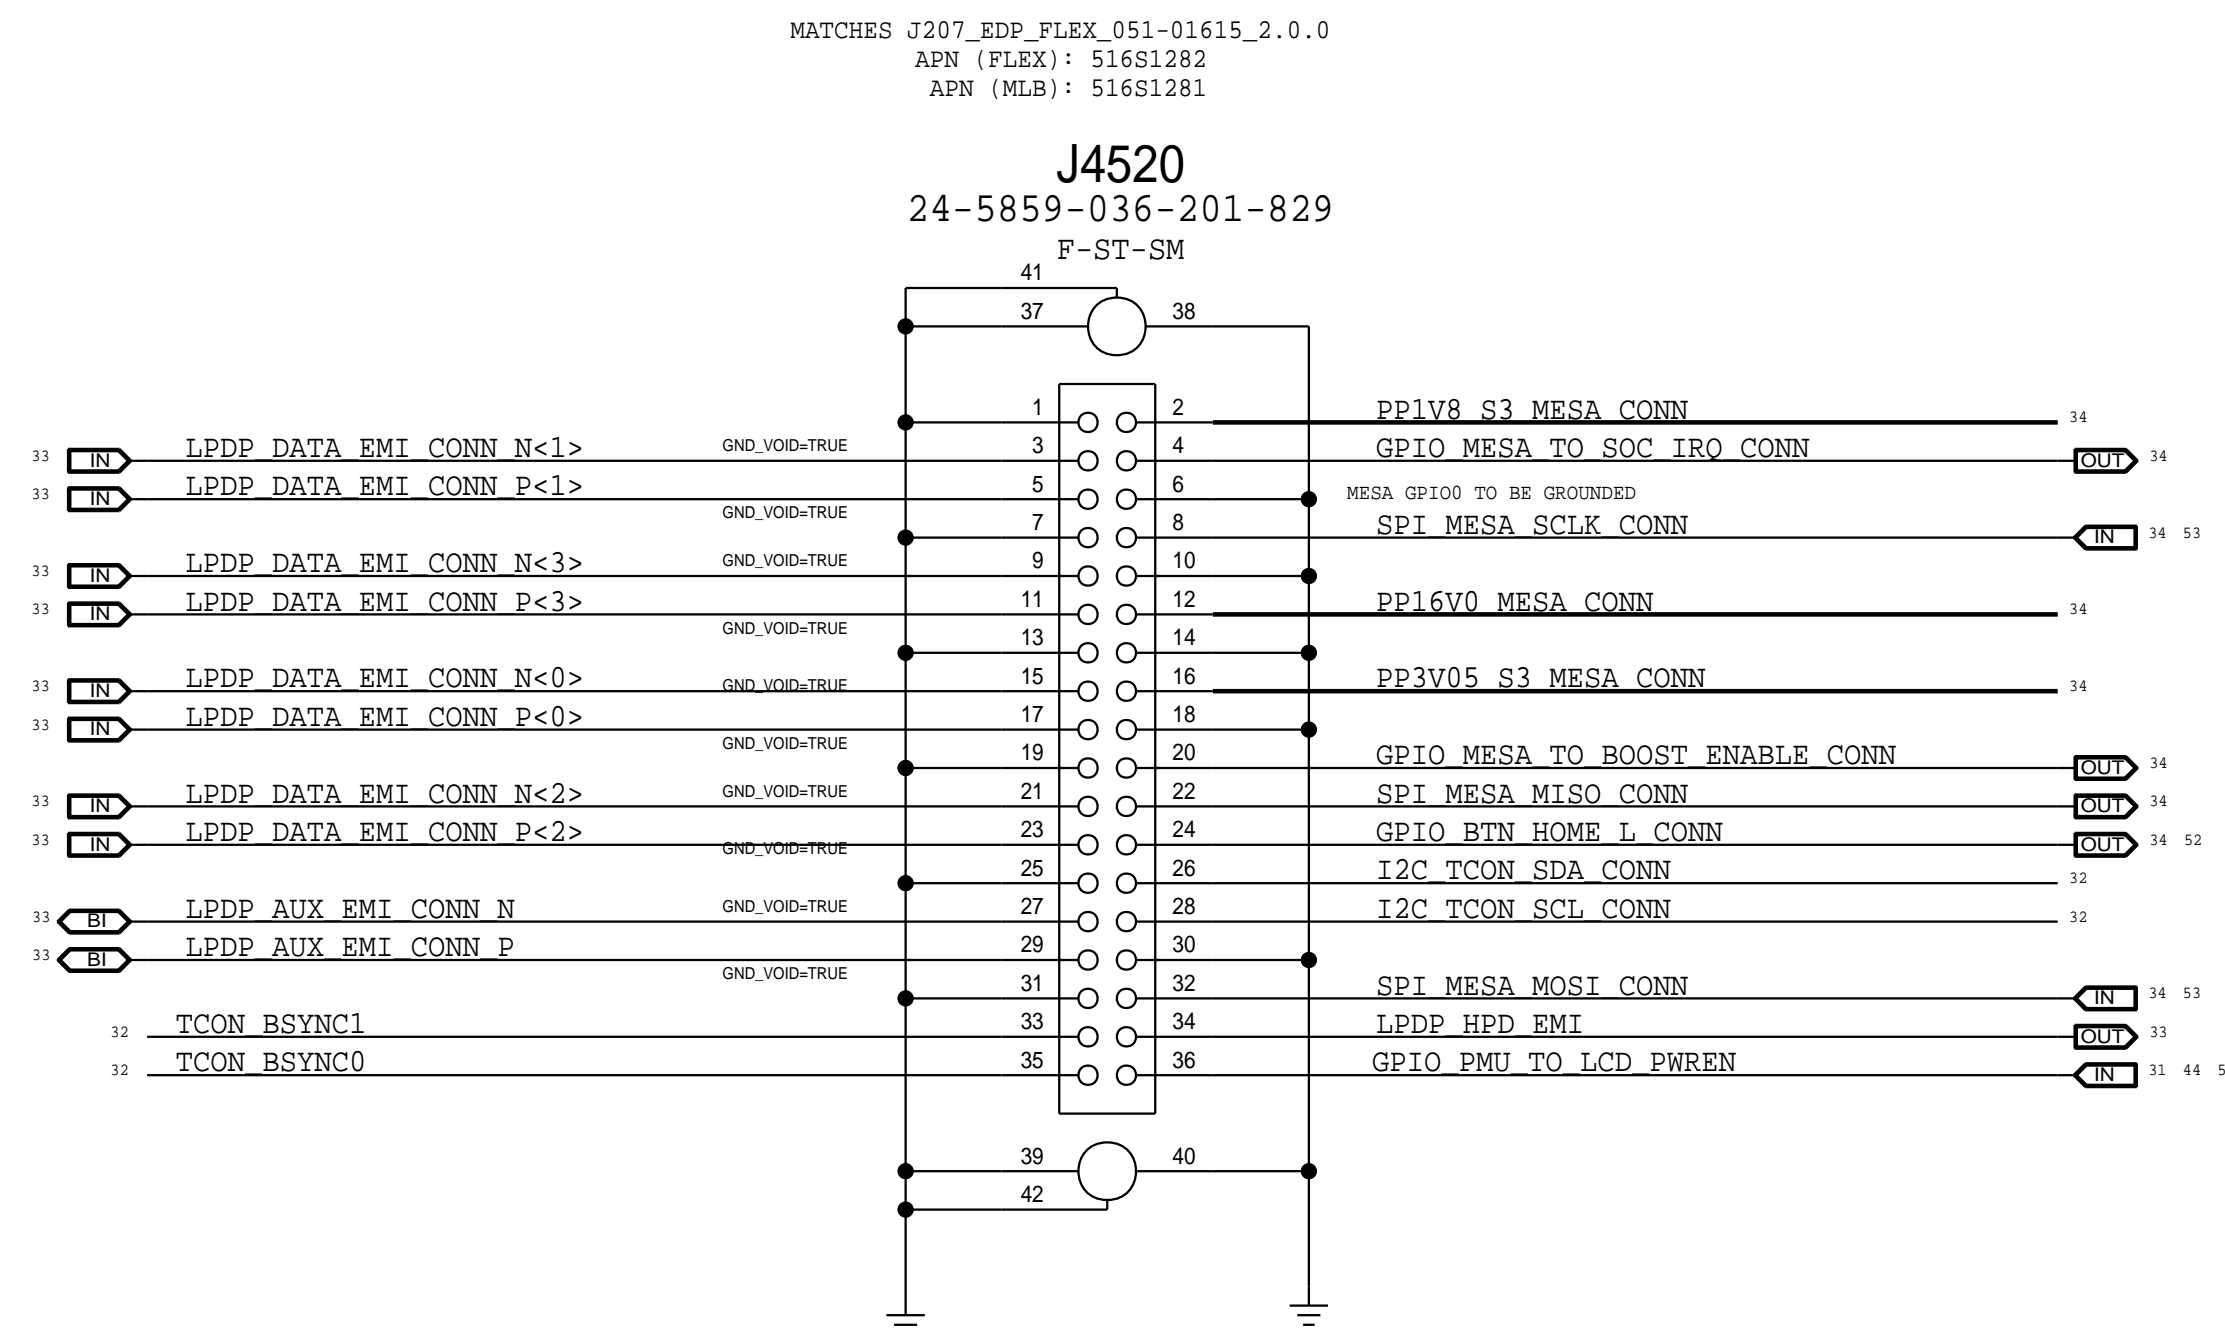 MATCHES J207_EDP_FLEX_051-01615_2.0.0
APN (FLEX): 516S1282
APN (MLB): 516S1281
J4520
24-5859-036-201-829
F-ST-SM
41
37 38
1 2 PP1V8_S3_MESA_CONN 34
33 IN LPDP_DATA_EMI_CONN_N<1> GND_VOID=TRUE 3 4 GPIO_MESA_TO_SOC_IRQ_CONN OUT 34
33 IN LPDP_DATA_EMI_CONN_P<1> GND_VOID=TRUE 5 6 MESA GPIO0 TO BE GROUNDED
7 8 SPI_MESA_SCLK_CONN IN 34 53
33 IN LPDP_DATA_EMI_CONN_N<3> GND_VOID=TRUE 9 10
33 IN LPDP_DATA_EMI_CONN_P<3> GND_VOID=TRUE 11 12 PP16V0_MESA_CONN 34
13 14
33 IN LPDP_DATA_EMI_CONN_N<0> GND_VOID=TRUE 15 16 PP3V05_S3_MESA_CONN 34
33 IN LPDP_DATA_EMI_CONN_P<0> GND_VOID=TRUE 17 18
19 20 GPIO_MESA_TO_BOOST_ENABLE_CONN OUT 34
33 IN LPDP_DATA_EMI_CONN_N<2> GND_VOID=TRUE 21 22 SPI_MESA_MISO_CONN OUT 34
33 IN LPDP_DATA_EMI_CONN_P<2> GND_VOID=TRUE 23 24 GPIO_BTN_HOME_L_CONN OUT 34 52
25 26 I2C_TCON_SDA_CONN 32
33 BI LPDP_AUX_EMI_CONN_N GND_VOID=TRUE 27 28 I2C_TCON_SCL_CONN 32
33 BI LPDP_AUX_EMI_CONN_P GND_VOID=TRUE 29 30
31 32 SPI_MESA_MOSI_CONN IN 34 53
32 TCON_BSYNC1 33 34 LPDP_HPD_EMI OUT 33
32 TCON_BSYNC0 35 36 GPIO_PMU_TO_LCD_PWREN IN 31 44 5
39 40
42